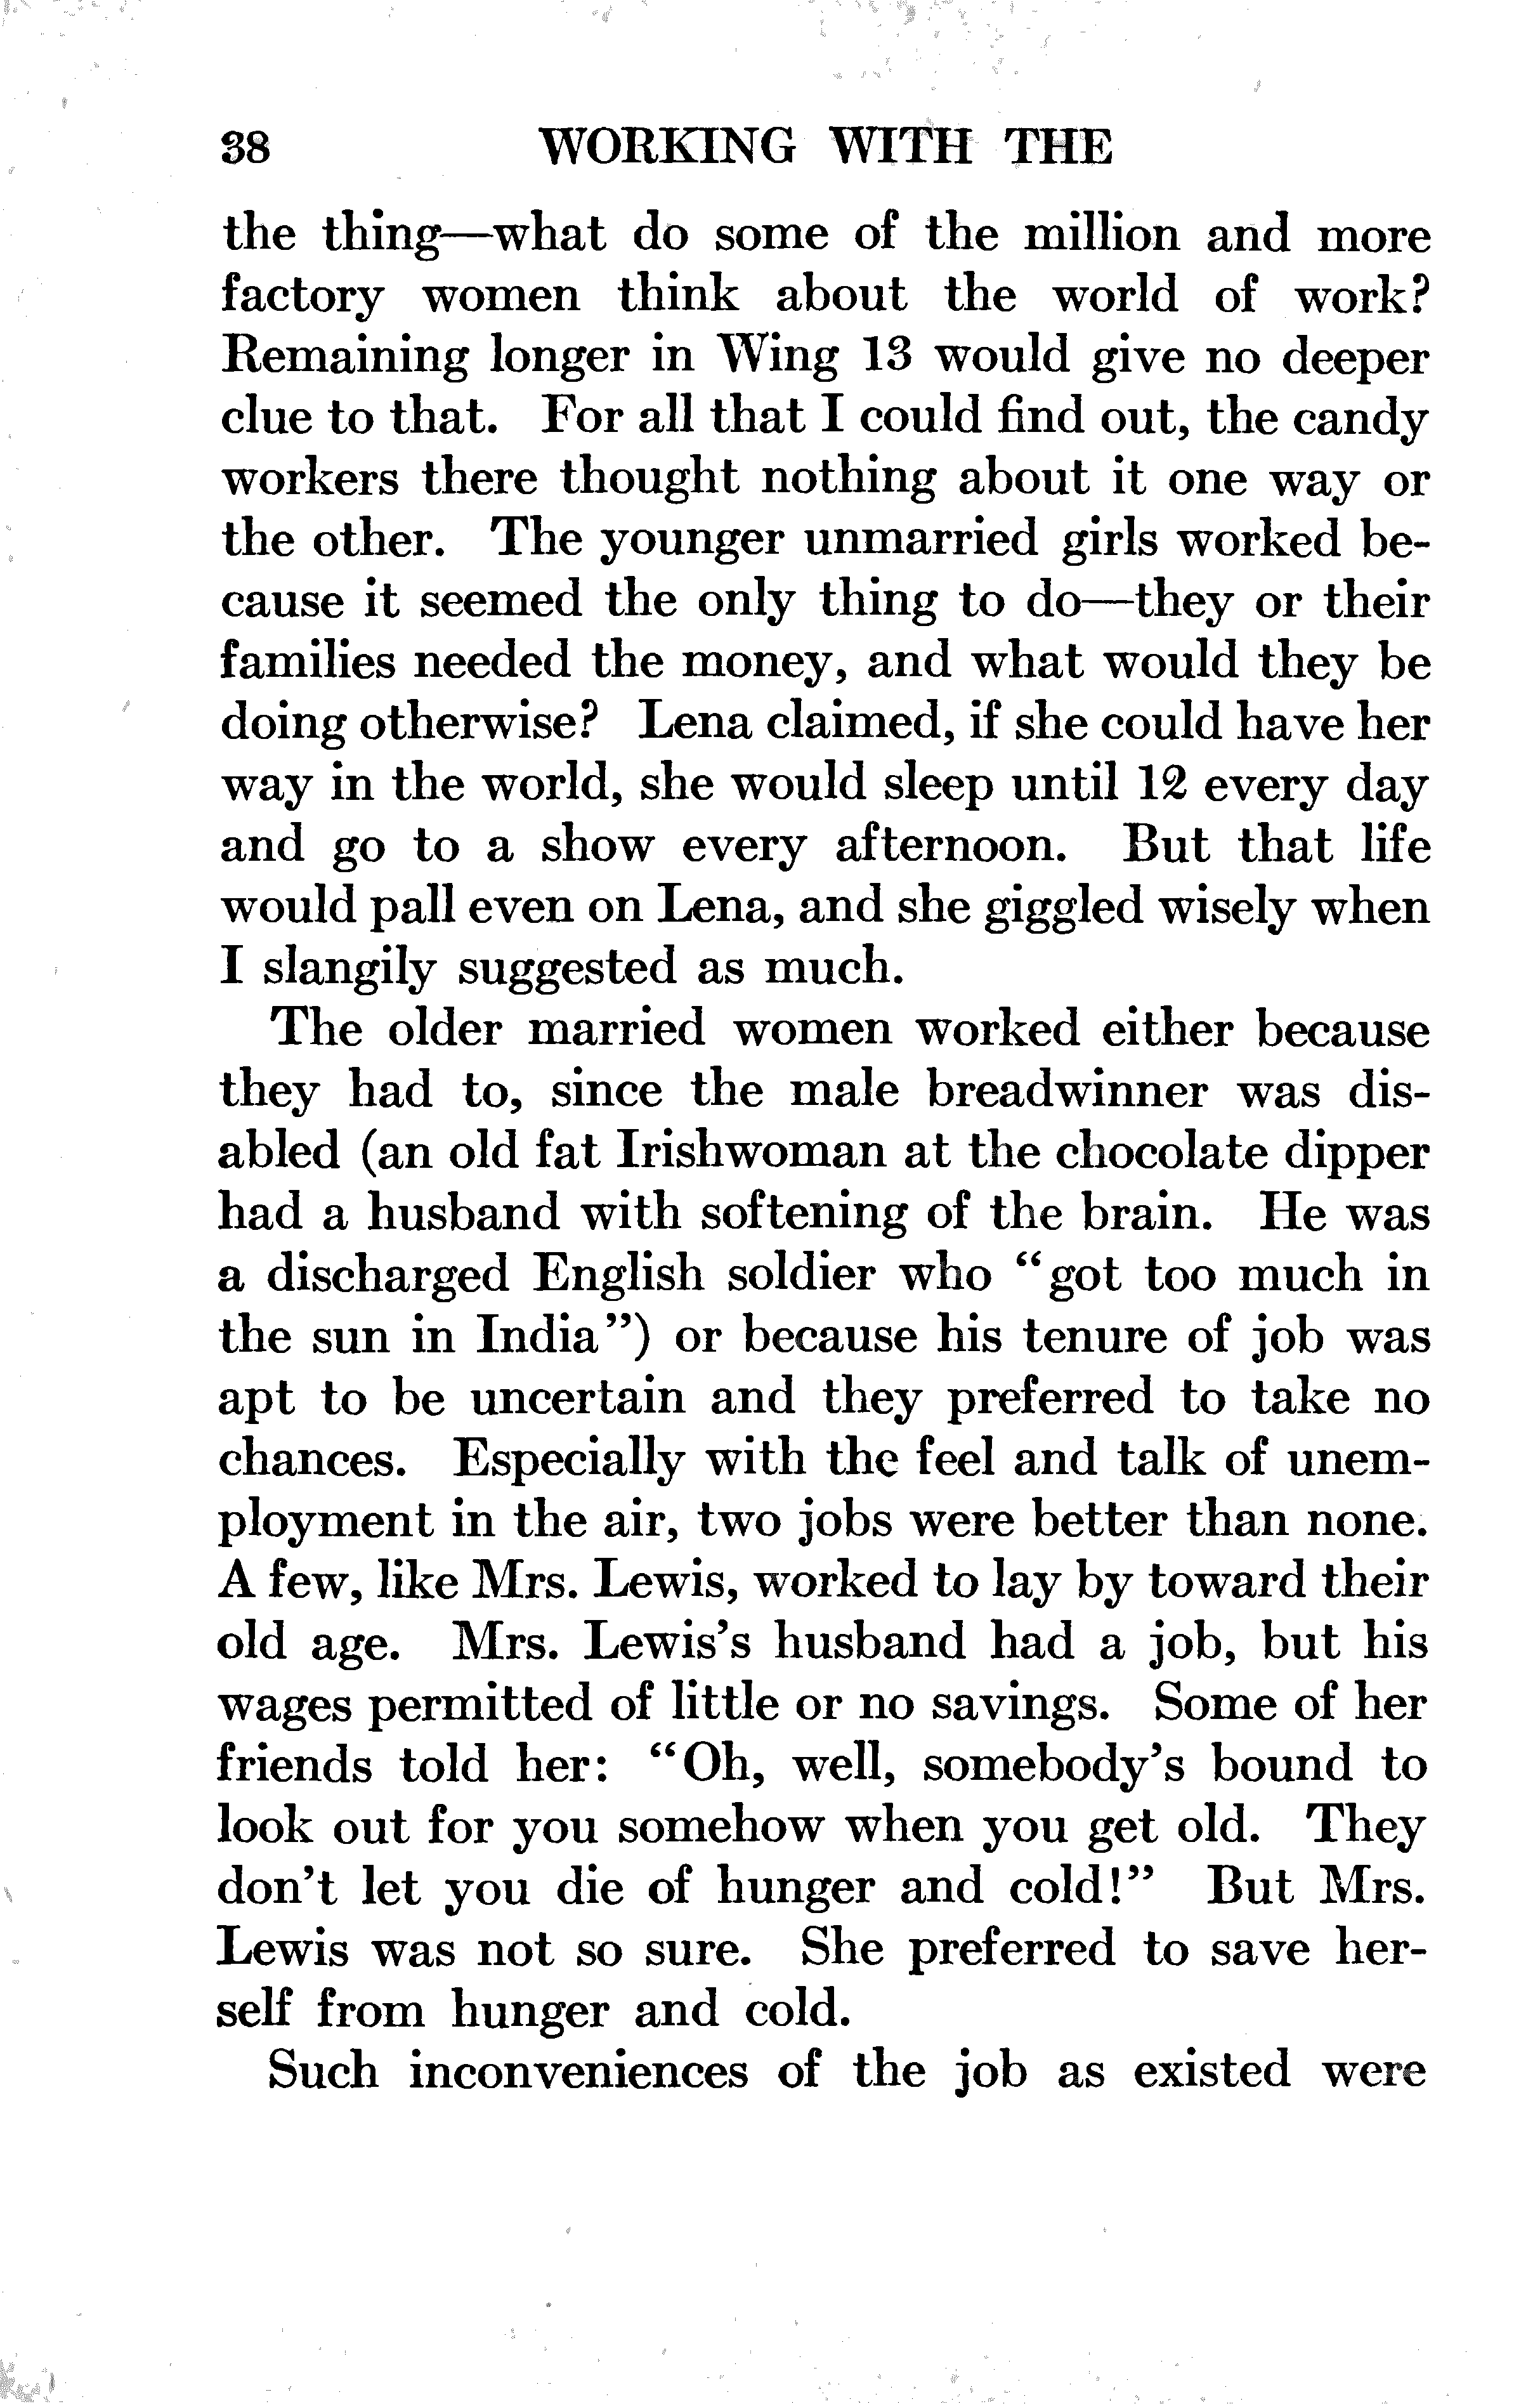 38 WORKING WITH THE
the thing—what do some of the million and more
factory women think about the world of work?
Remaining longer in Wing 13 would give no deeper
clue to that. For all that I could find out, the candy
workers there thought nothing about it one way or
the other. The younger unmarried girls worked be-
cause it seemed the only thing to do—they or their
families needed the money, and what would they be
doing otherwise? Lena claimed, if she could have her
way in the world, she would sleep until 12 every day
and go to a show every afternoon. But that life
would pall even on Lena, and she giggled wisely when
I slangily suggested as much.
The older married women worked either because
they had to, since the male breadwinner was dis-
abled (an old fat Irishwoman at the chocolate dipper
had a husband with softening of the brain. He was
a discharged English soldier who “got too much in
the sun in India”) or because his tenure of job was
apt to be uncertain and they preferred to take no
chances. Especially with the feel and talk of unem-
ployment in the air, two jobs were better than none.
A few, like Mrs. Lewis, worked to lay by toward their
old age. Mrs. Lewis’s husband had a job, but his
wages permitted of little or no savings. Some of her
friends told her: “Oh, well, somebody’s bound to
look out for you somehow when you get old. They
don’t let you die of hunger and cold!” But Mrs.
Lewis was not so sure. She preferred to save her-
self from hunger and cold.
Such inconveniences of the job as existed were